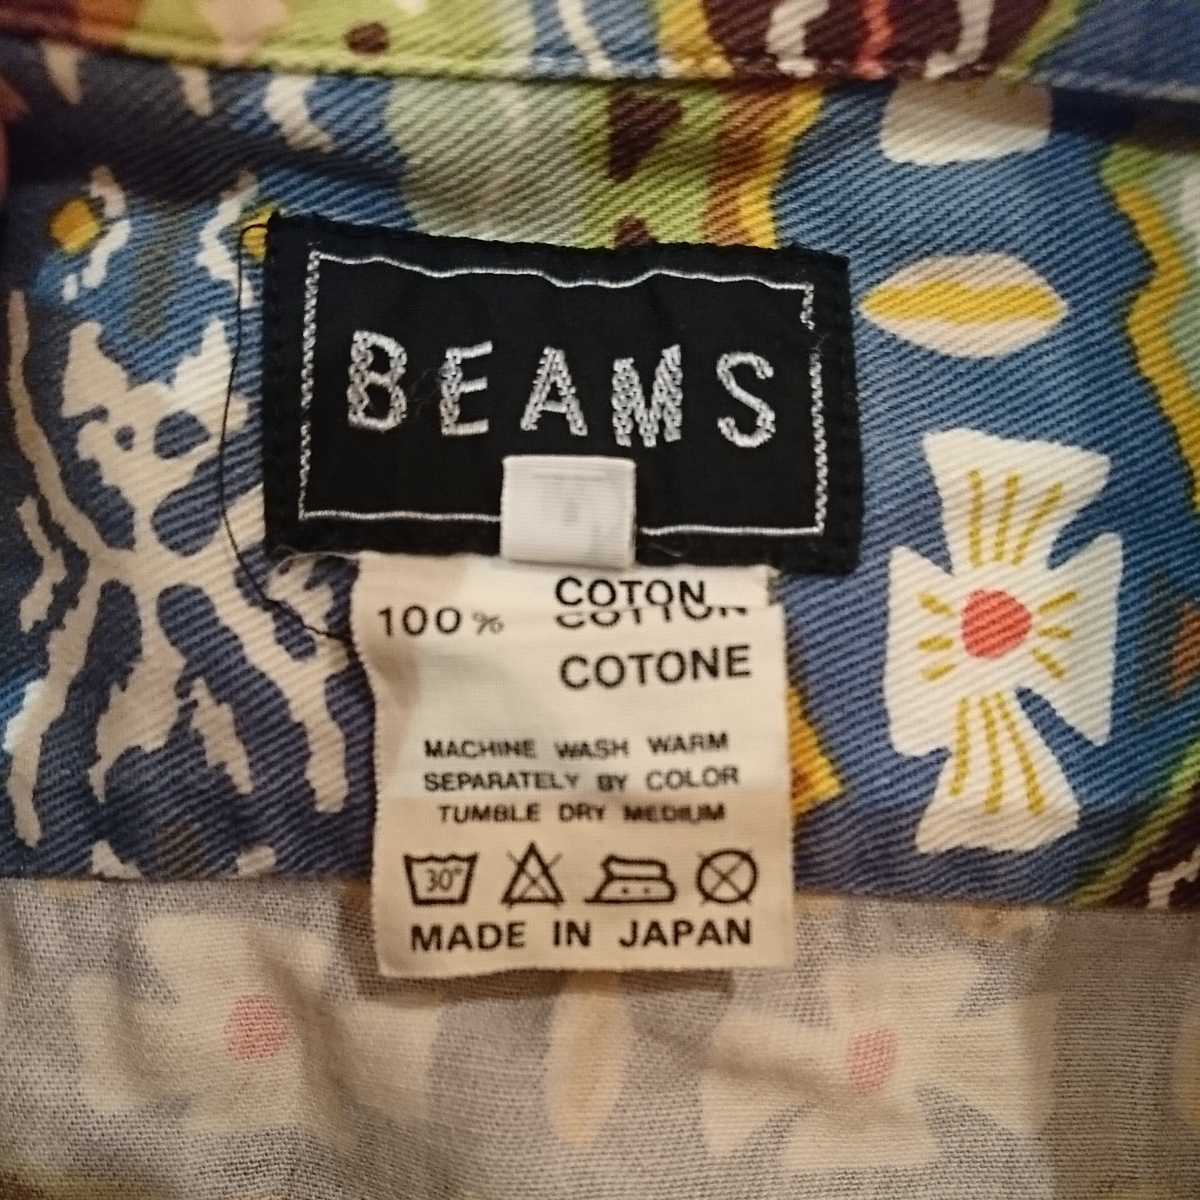 BEAMS
COTON
100% COTTON
COTONE
MACHINE WASH WARM
SEPARATELY BY COLOR
TUMBLE DRY MEDIUM
30°
MADE IN JAPAN